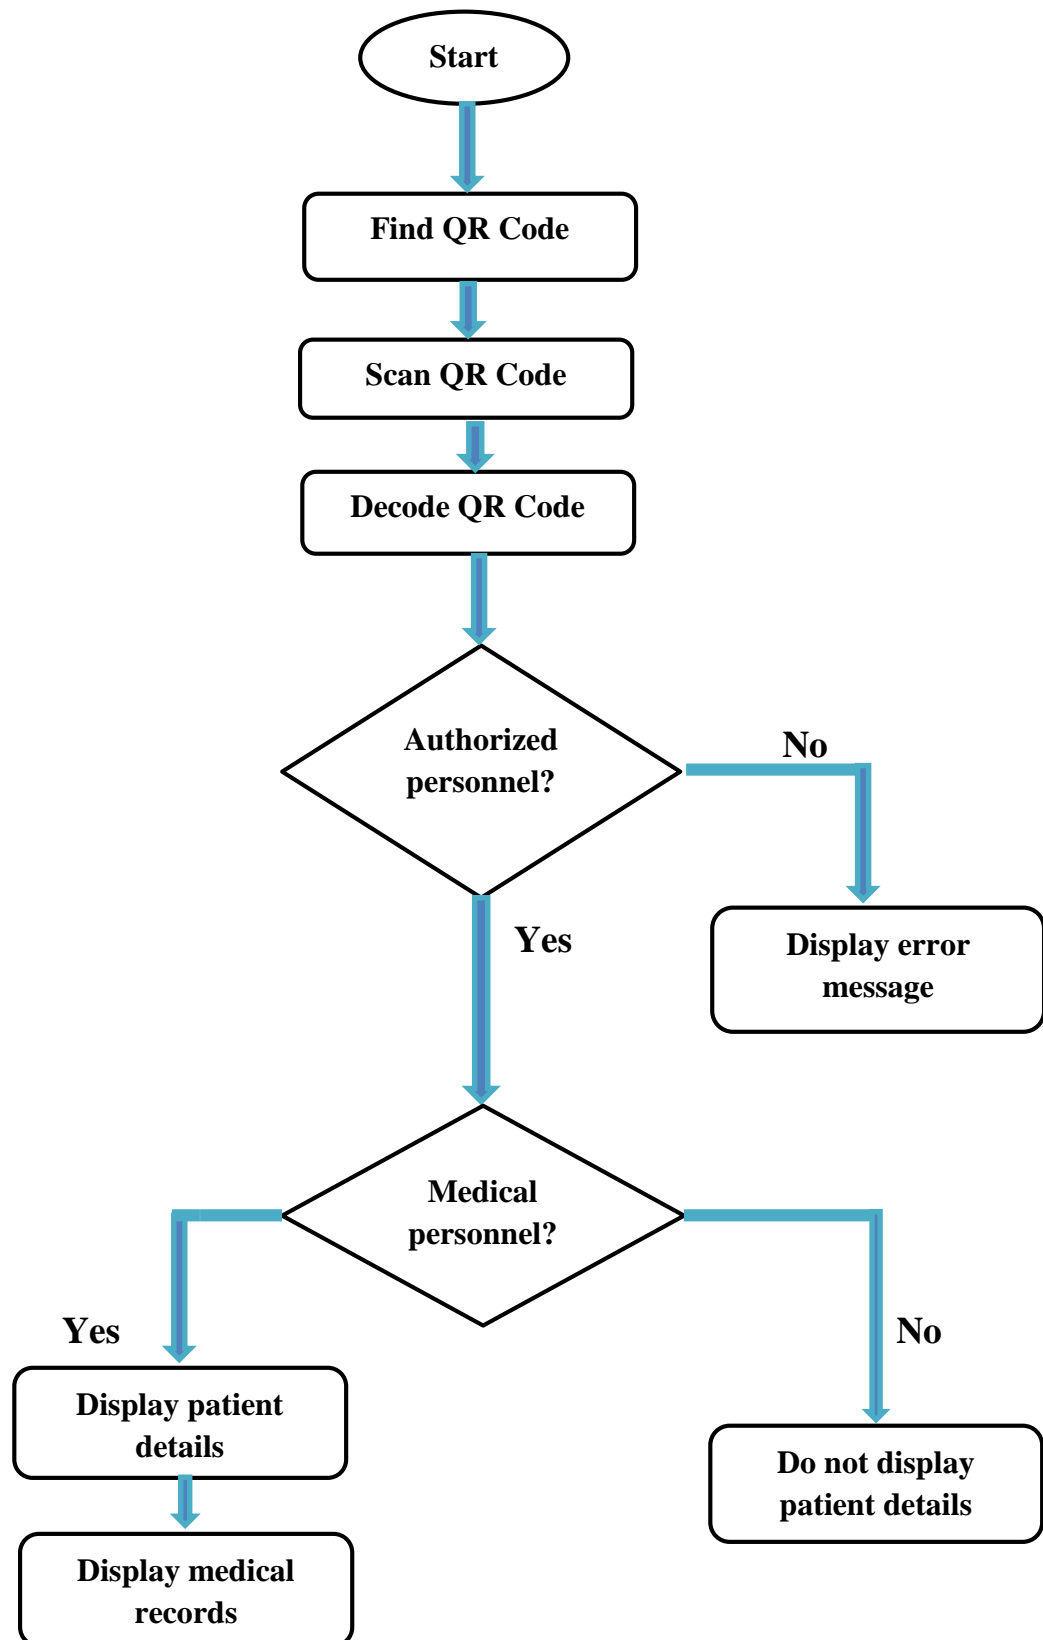 Start
Find QR Code
Scan QR Code
Decode QR Code
Authorized
personnel?
No
Yes
Display error
message
Medical
personnel?
Yes
No
Display patient
details
Do not display
patient details
Display medical
records